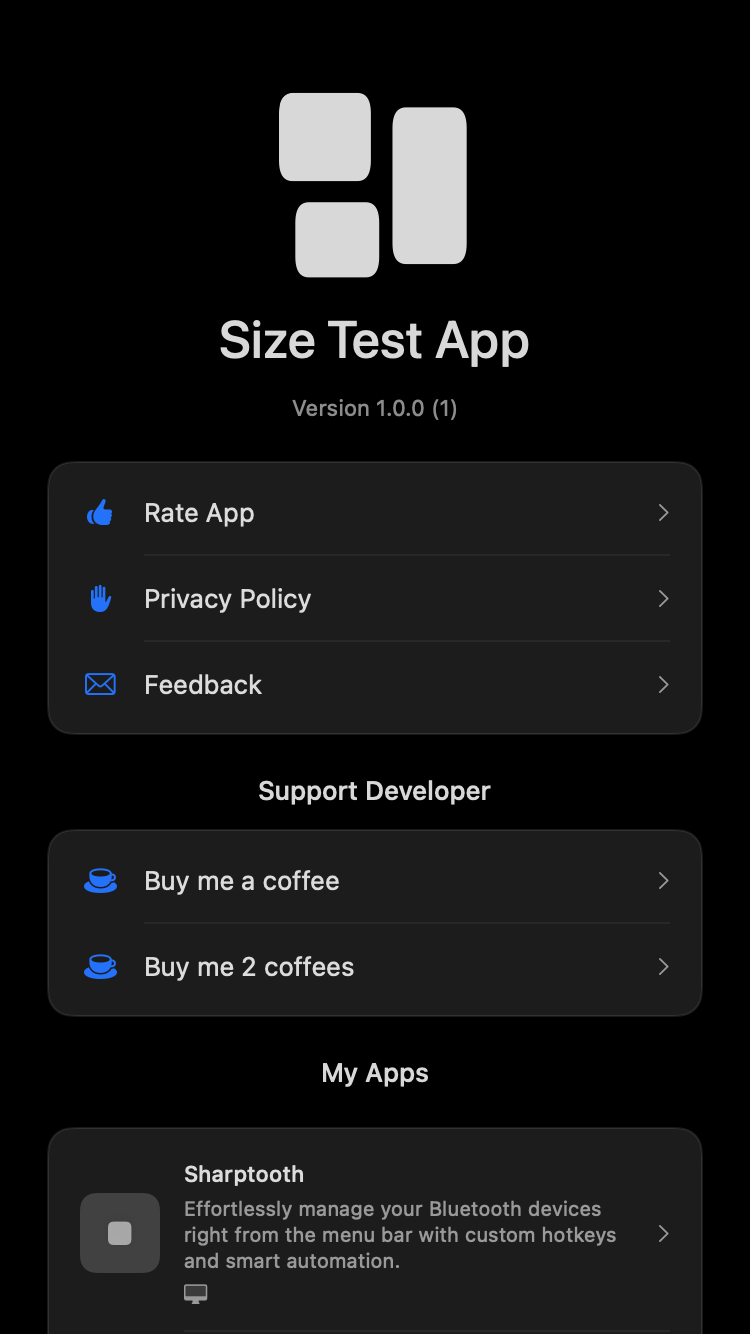 Size Test App
Version 1.0.0 (1)
Rate App
Privacy Policy
Feedback
Support Developer
Buy me a coffee
Buy me 2 coffees
My Apps
Sharptooth
Effortlessly manage your Bluetooth devices
right from the menu bar with custom hotkeys
and smart automation.